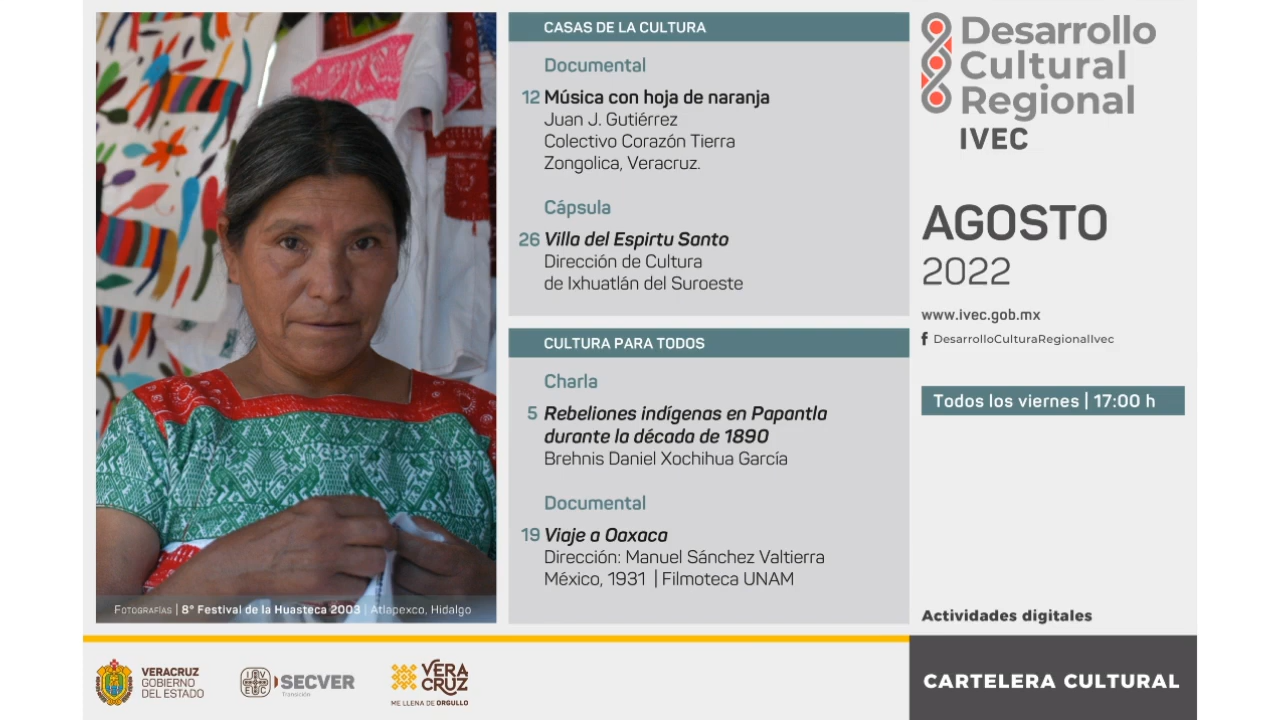 CASAS DE LA CULTURA
Documental
12 Música con hoja de naranja
Juan J. Gutiérrez
Colectivo Corazón Tierra
Zongolica, Veracruz.
Cápsula
26 Villa del Espirtu Santo
Dirección de Cultura
de Ixhuatlán del Suroeste
CULTURA PARA TODOS
Charla
5 Rebeliones indígenas en Papantla
durante la década de 1890
Brehnis Daniel Xochihua García
Documental
19 Viaje a Oaxaca
Dirección: Manuel Sánchez Valtierra
México, 1931 | Filmoteca UNAM
Desarrollo
Cultural
Regional
IVEC
AGOSTO
2022
www.ivec.gob.mx
f DesarrolloCulturaRegionalIvec
Todos los viernes | 17:00 h
Actividades digitales
CARTELERA CULTURAL
FOTOGRAFÍAS | 8° Festival de la Huasteca 2003 | Atlapexco, Hidalgo
VERACRUZ
GOBIERNO
DEL ESTADO
IV
EC
SECVER
Transición
VERA
CRUZ
ME LLENA DE ORGULLO